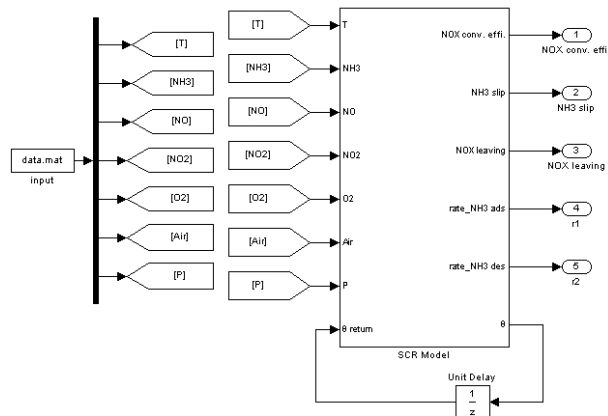 data.mat
input
[T]
[NH3]
[NO]
[NO2]
[O2]
[Air]
[P]
[T]
[NH3]
[NO]
[NO2]
[O2]
[Air]
[P]
T
NH3
NO
NO2
O2
Air
P
θ return
NOX conv. effi.
NH3 slip
NOX leaving
rate_NH3 ads
rate_NH3 des
θ
SCR Model
1
NOX conv. effi
2
NH3 slip
3
NOX leaving
4
r1
5
r2
Unit Delay
1
z